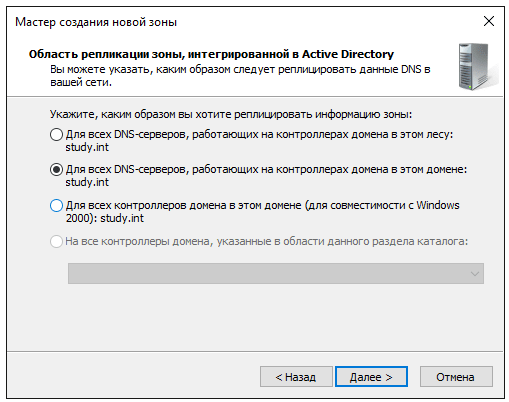 Мастер создания новой зоны
Область репликации зоны, интегрированной в Active Directory
Вы можете указать, каким образом следует реплицировать данные DNS в
вашей сети.
Укажите, каким образом вы хотите реплицировать информацию зоны:
Для всех DNS-серверов, работающих на контроллерах домена в этом лесу:
study.int
Для всех DNS-серверов, работающих на контроллерах домена в этом домене:
study.int
Для всех контроллеров домена в этом домене (для совместимости с Windows
2000): study.int
На все контроллеры домена, указанные в области данного раздела каталога:
< Назад
Далее >
Отмена